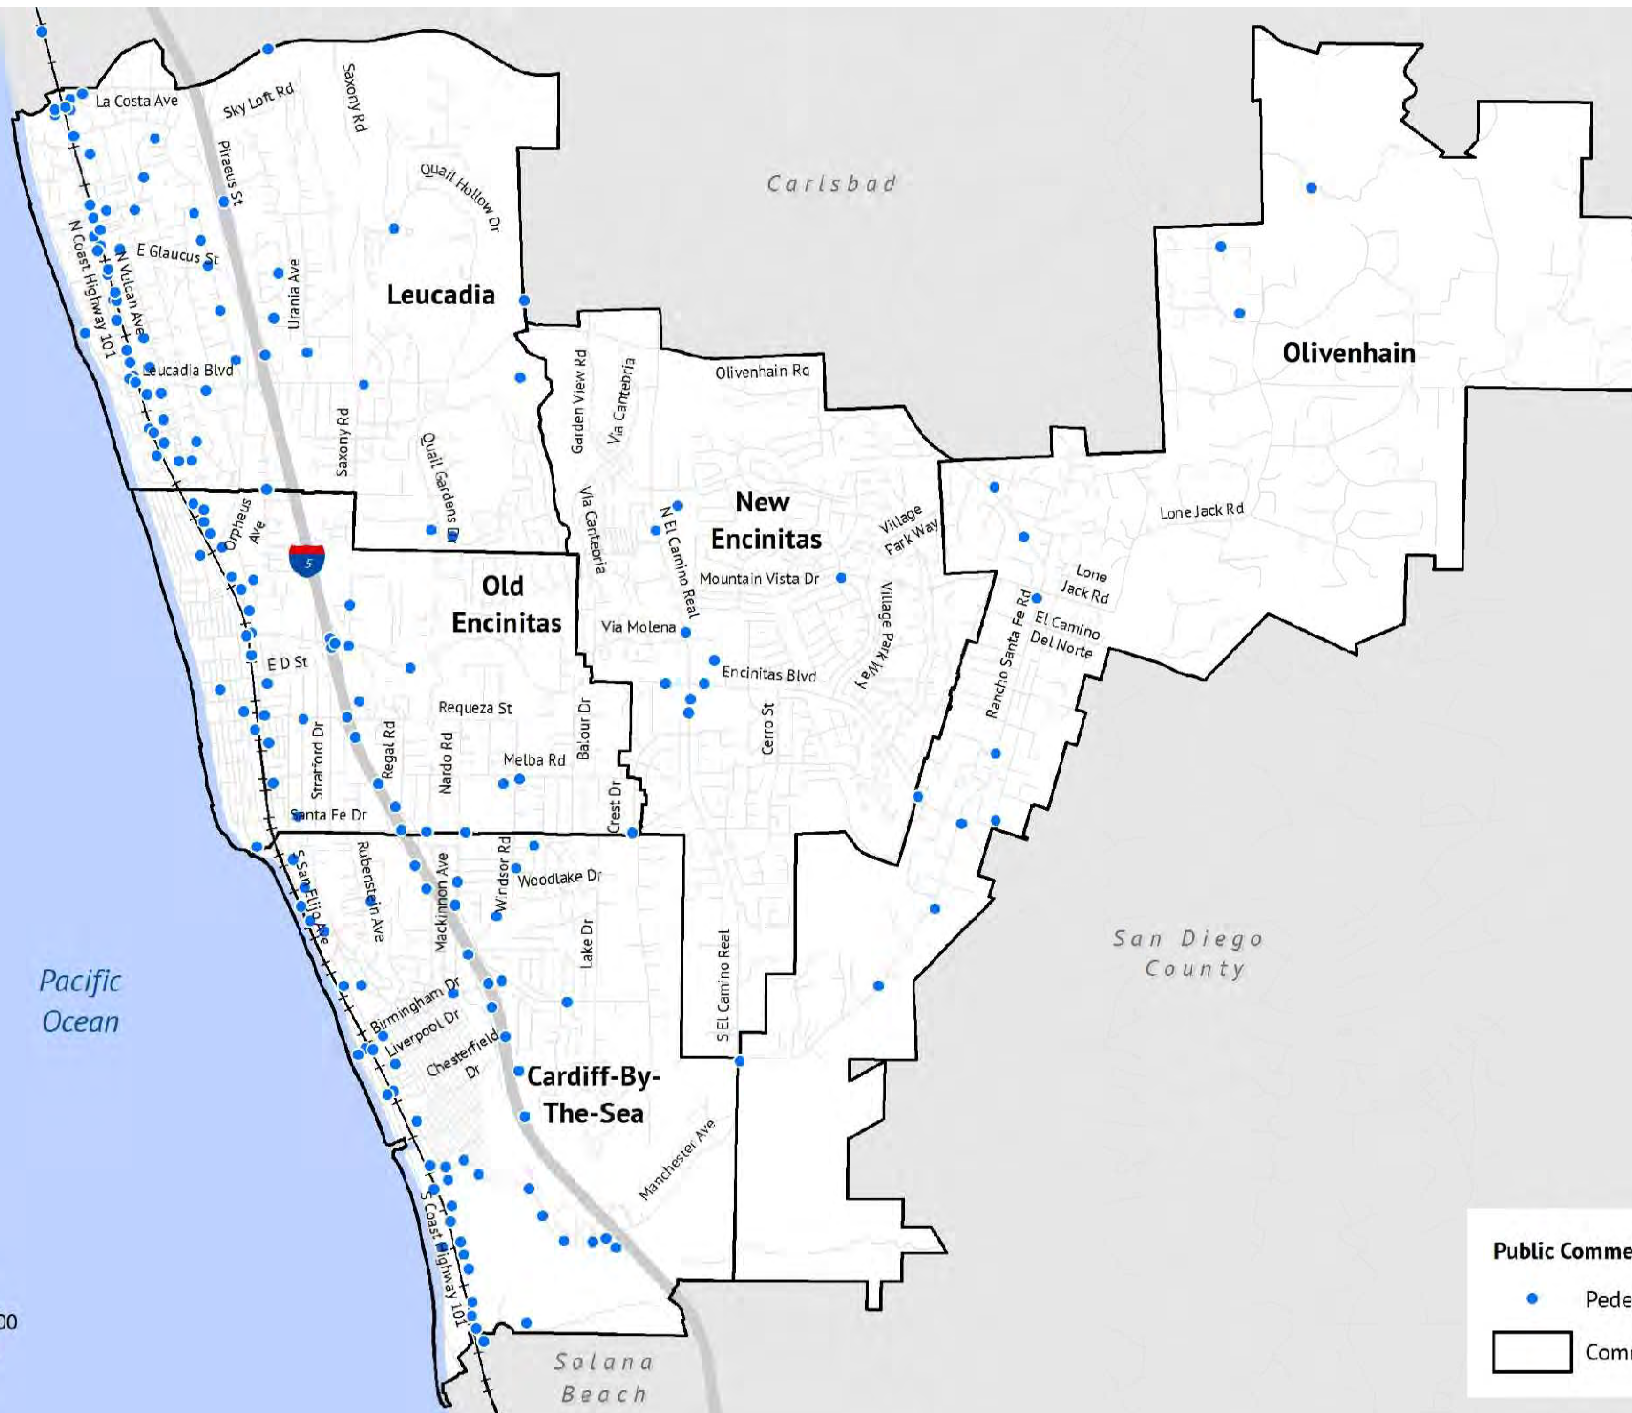 La Costa Ave
Sky Loft Rd
Saxony Rd
Piraeus St
Quail Hollow Dr
Carlsbad
N Coast Highway 101
N Vulcan Ave
E Glaucus St
Urania Ave
Leucadia
Leucadia Blvd
Saxony Rd
Quail Gardens Dr
Garden View Rd
Via Cantebria
Olivenhain Rd
Olivenhain
Orpheus
Ave
5
Old
Encinitas
Via Cantebria
N El Camino Real
New
Encinitas
Village
Park Way
Lone Jack Rd
Mountain Vista Dr
Village Park Way
Lone
Jack Rd
El Camino
Del Norte
Rancho Santa Fe Rd
Via Molena
Encinitas Blvd
Cerro St
E D St
Requeza St
Balour Dr
Stratford Dr
Regal Rd
Nardo Rd
Melba Rd
Crest Dr
Santa Fe Dr
S San Elijo Ave
Rubenstein Ave
Mackinnon Ave
Windsor Rd
Woodlake Dr
Lake Dr
S El Camino Real
San Diego
County
Pacific
Ocean
Birmingham Dr
Liverpool Dr
Chesterfield
Dr
Cardiff-By-
The-Sea
Manchester Ave
S Coast Highway 101
Solana
Beach
00
Public Comme
Pede
Com